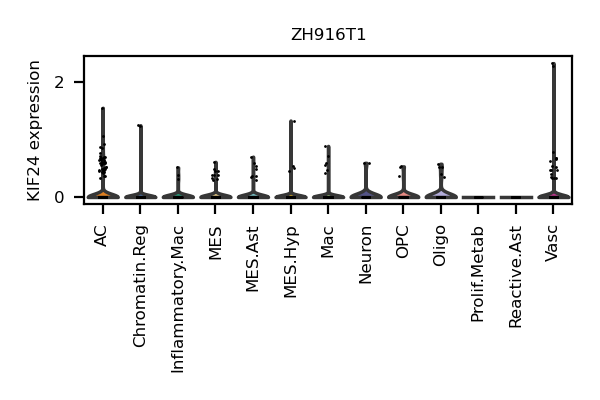 ZH916T1
KIF24 expression
2
0
AC
Chromatin.Reg
Inflammatory.Mac
MES
MES.Ast
MES.Hyp
Mac
Neuron
OPC
Oligo
Prolif.Metab
Reactive.Ast
Vasc